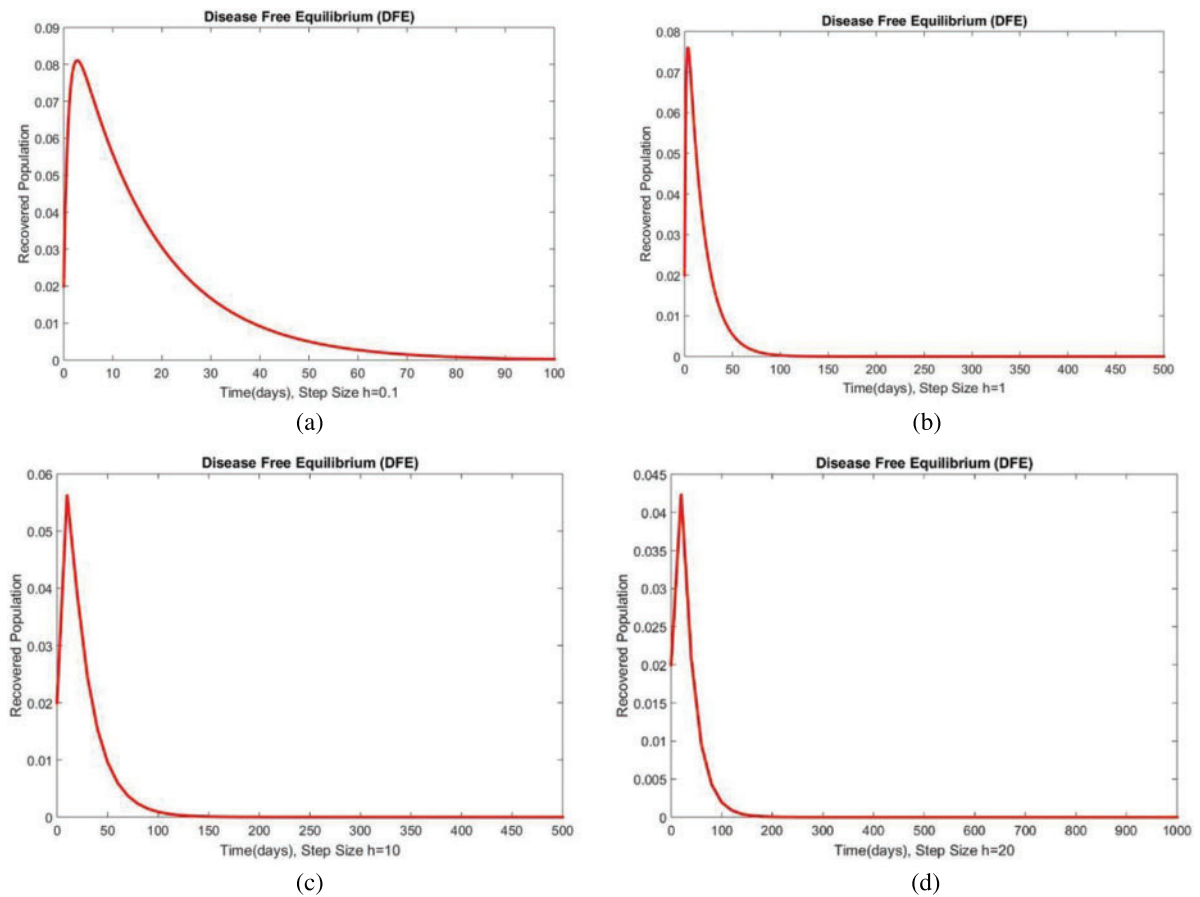 Disease Free Equilibrium (DFE)
0.09
0.08
0.07
0.06
0.05
0.04
0.03
0.02
0.01
0
Recovered Population
0 10 20 30 40 50 60 70 80 90 100
Time(days), Step Size h=0.1
(a)
Disease Free Equilibrium (DFE)
0.08
0.07
0.06
0.05
0.04
0.03
0.02
0.01
0
Recovered Population
0 50 100 150 200 250 300 350 400 450 500
Time(days), Step Size h=1
(b)
Disease Free Equilibrium (DFE)
0.06
0.05
0.04
0.03
0.02
0.01
0
Recovered Population
0 50 100 150 200 250 300 350 400 450 500
Time(days), Step Size h=10
(c)
Disease Free Equilibrium (DFE)
0.045
0.04
0.035
0.03
0.025
0.02
0.015
0.01
0.005
0
Recovered Population
0 100 200 300 400 500 600 700 800 900 1000
Time(days), Step Size h=20
(d)